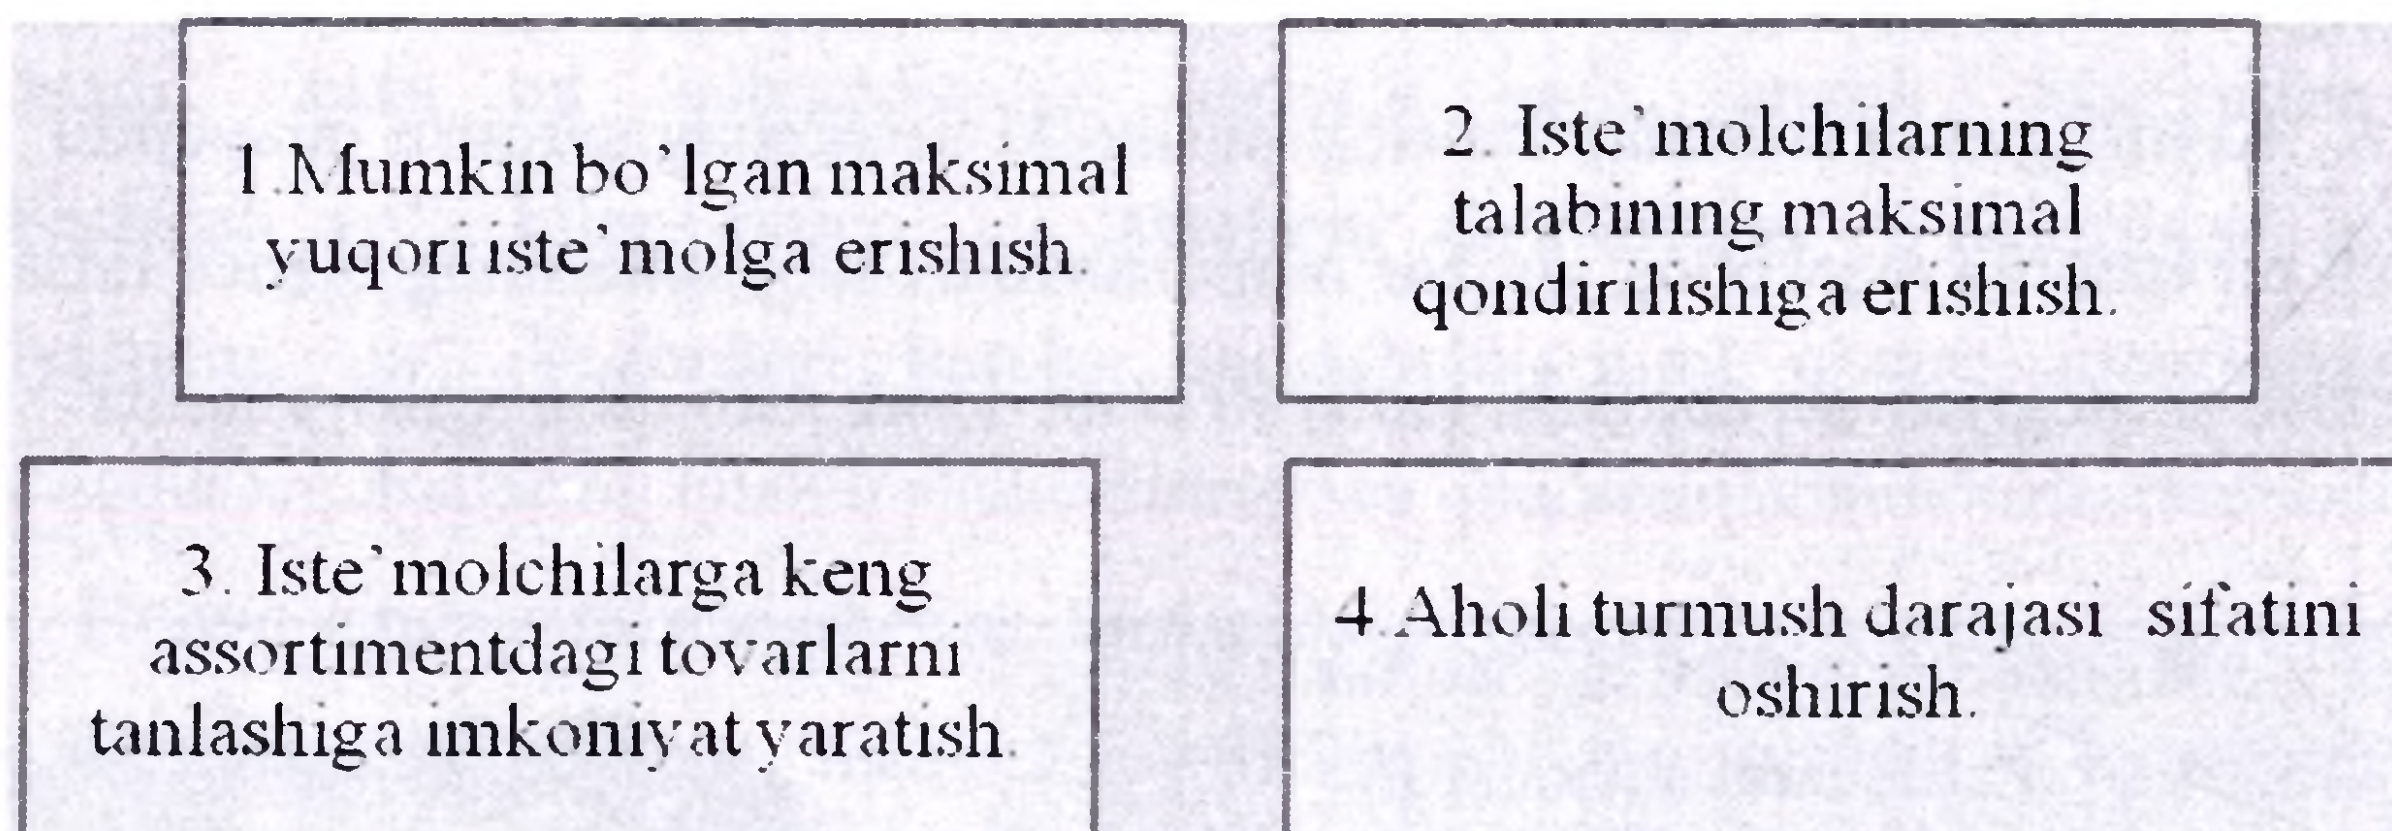 1.Mumkin bo`lgan maksimal
yuqori iste`molga erishish.
2. Iste`molchilarning
talabining maksimal
qondirilishiga erishish.
3. Iste`molchilarga keng
assortimentdagi tovarlarni
tanlashiga imkoniyat yaratish.
4.Aholi turmush darajasi sifatini
oshirish.